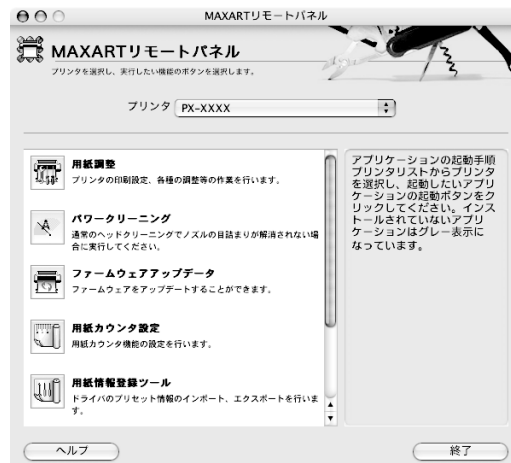 MAXARTリモートパネル
MAXARTリモートパネル
プリンタを選択し、実行したい機能のボタンを選択します。
プリンタ PX-XXXX
用紙調整
プリンタの印刷設定、各種の調整等の作業を行います。
パワークリーニング
通常のヘッドクリーニングでノズルの目詰まりが解消されない場
合に実行してください。
ファームウェアアップデータ
ファームウェアをアップデートすることができます。
用紙カウンタ設定
用紙カウンタ機能の設定を行います。
用紙情報登録ツール
ドライバのプリセット情報のインポート、エクスポートを行いま
す。
アプリケーションの起動手順
プリンタリストからプリンタ
を選択し、起動したいアプリ
ケーションの起動ボタンをク
リックしてください。インス
トールされていないアプリ
ケーションはグレー表示に
なっています。
ヘルプ
終了